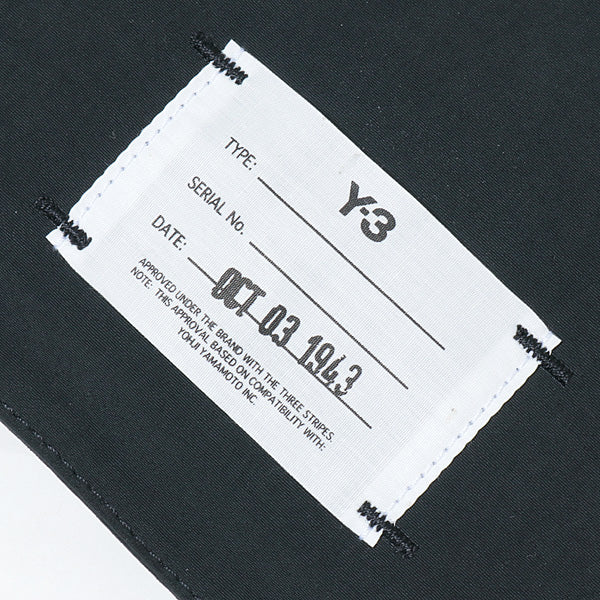 Y-3
TYPE:
SERIAL No.
DATE: OCT 03 1943
APPROVED UNDER THE BRAND WITH THE THREE STRIPES.
NOTE: THIS APPROVAL BASED ON COMPATIBILITY WITH:
YOHJI YAMAMOTO INC.